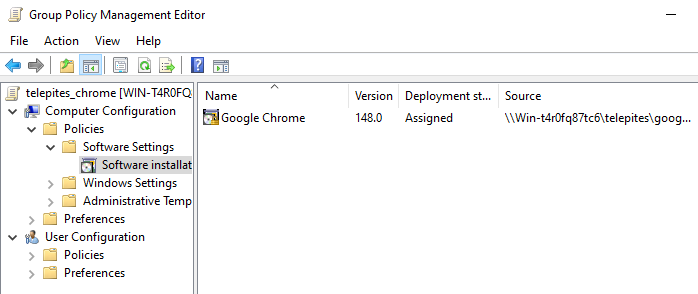 Group Policy Management Editor
File Action View Help
telepites_chrome [WIN-T4R0FQ
Computer Configuration
Policies
Software Settings
Software installat
Windows Settings
Administrative Temp
Preferences
User Configuration
Policies
Preferences
Name Version Deployment st... Source
Google Chrome 148.0 Assigned \\Win-t4r0fq87tc6\telepites\goog...